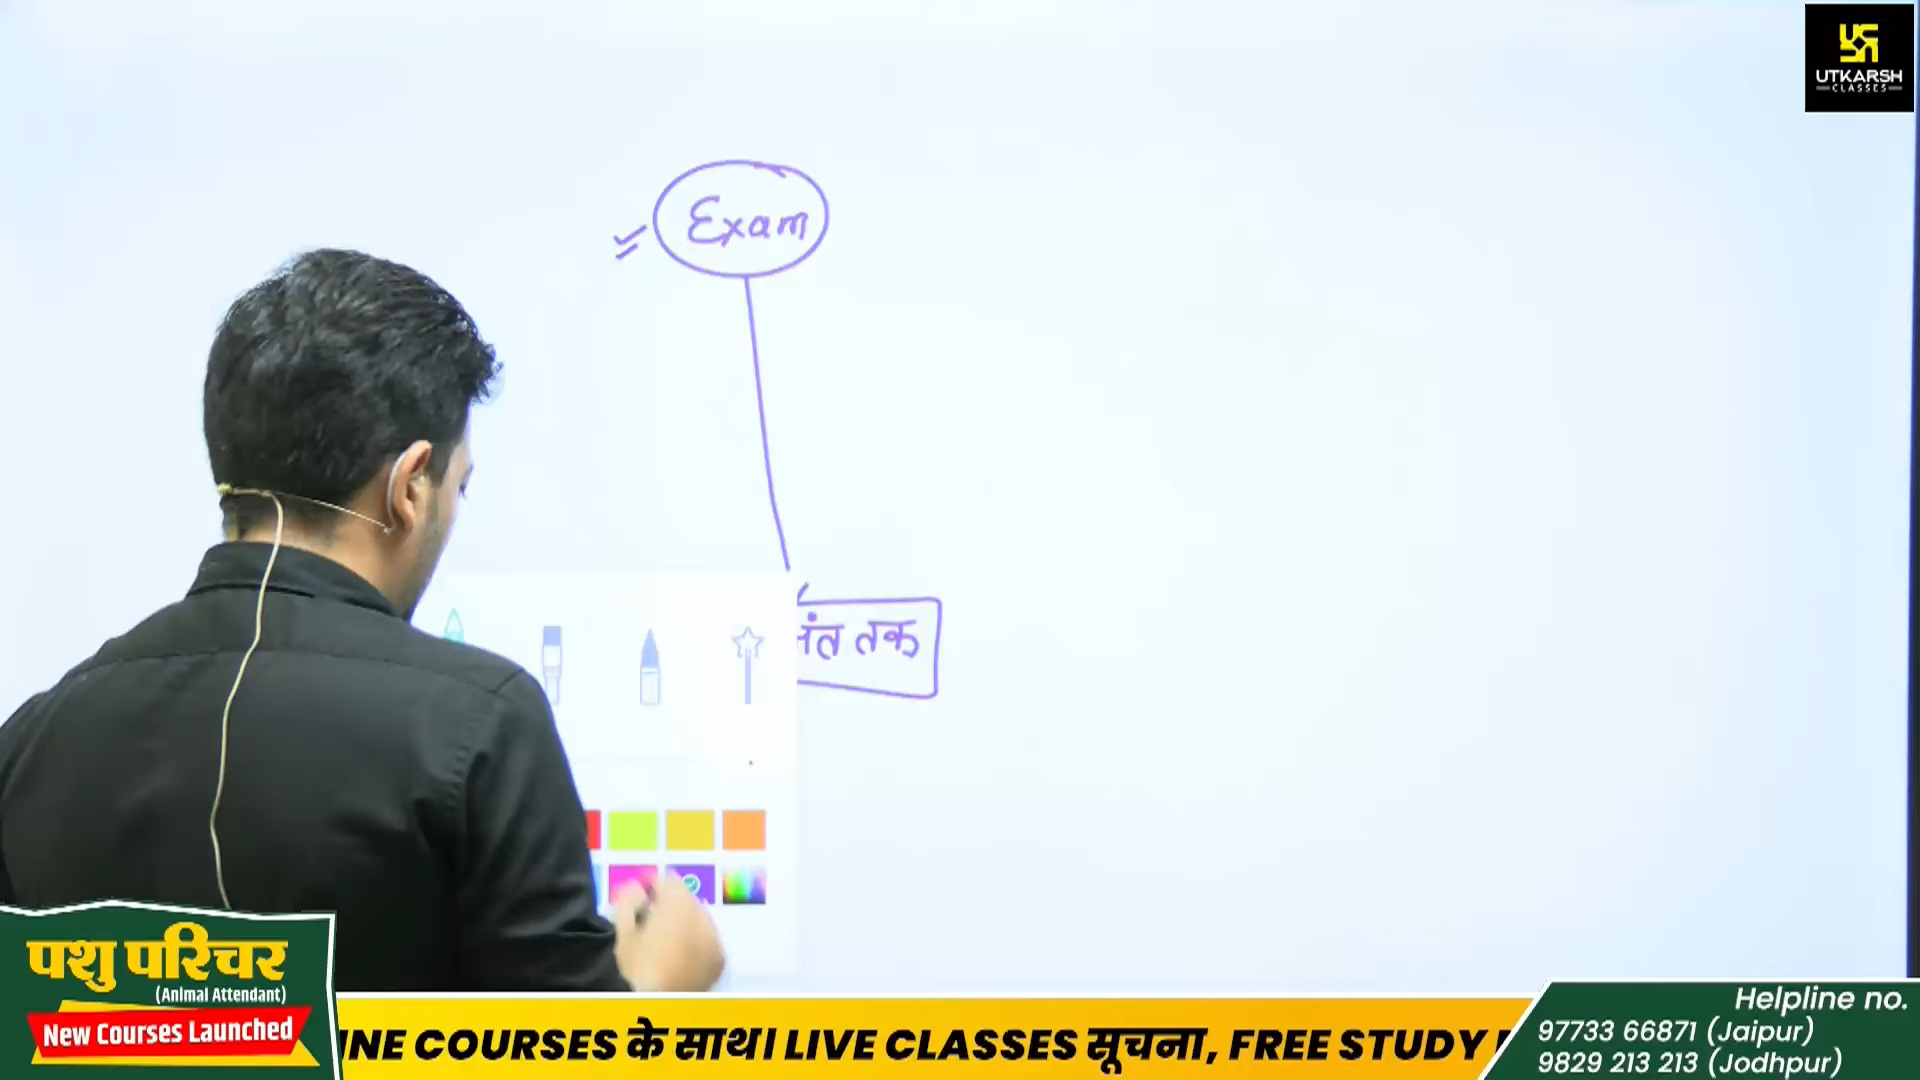 UTKARSH
CLASSES
Exam
तक
पशु परिचर
(Animal Attendant)
New Courses Launched
INE COURSES के साथ। LIVE CLASSES सूचना, FREE STUDY
Helpline no.
97733 66871 (Jaipur)
9829 213 213 (Jodhpur)